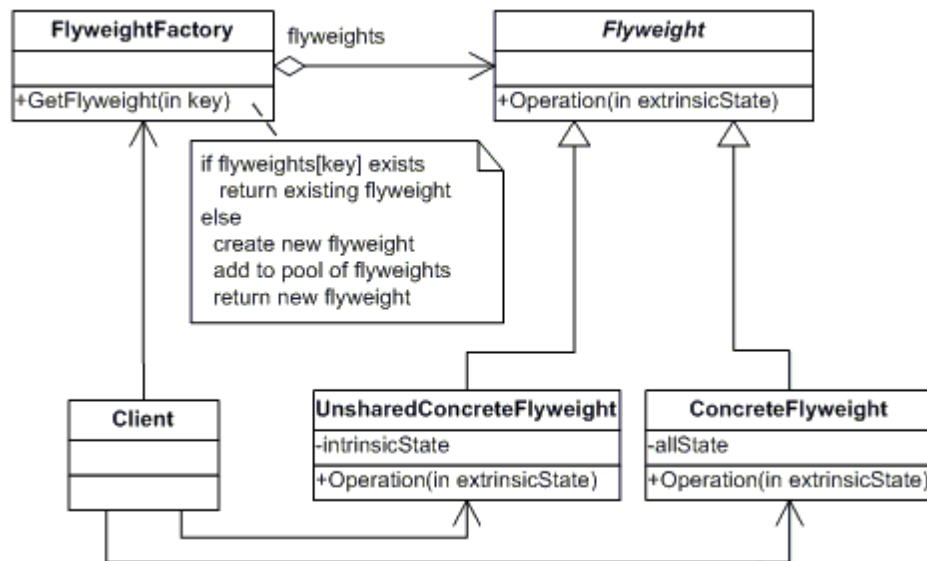 FlyweightFactory
+GetFlyweight(in key)
flyweights
Flyweight
+Operation(in extrinsicState)
if flyweights[key] exists
return existing flyweight
else
create new flyweight
add to pool of flyweights
return new flyweight
Client
UnsharedConcreteFlyweight
-intrinsicState
+Operation(in extrinsicState)
ConcreteFlyweight
-allState
+Operation(in extrinsicState)